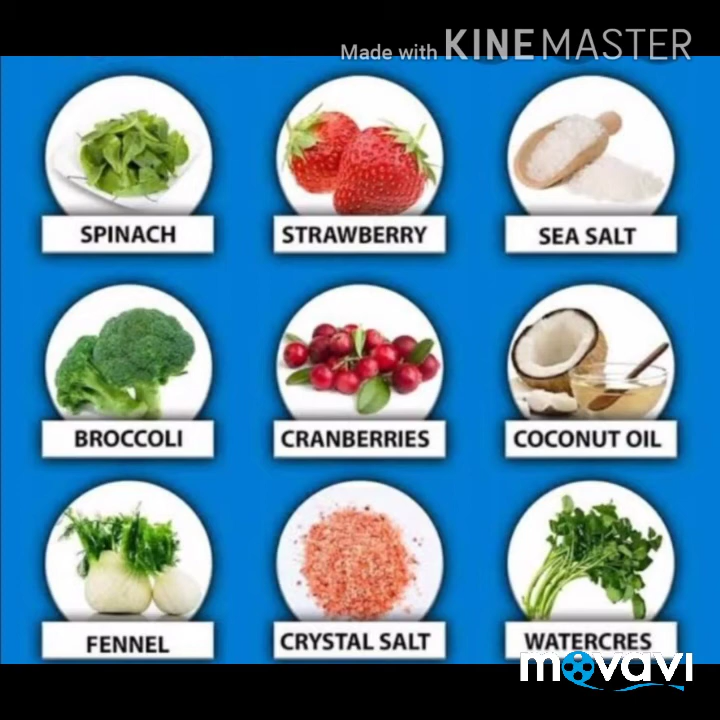 Made with KINEMASTER
SPINACH
STRAWBERRY
SEA SALT
BROCCOLI
CRANBERRIES
COCONUT OIL
FENNEL
CRYSTAL SALT
WATERCRES
movavi